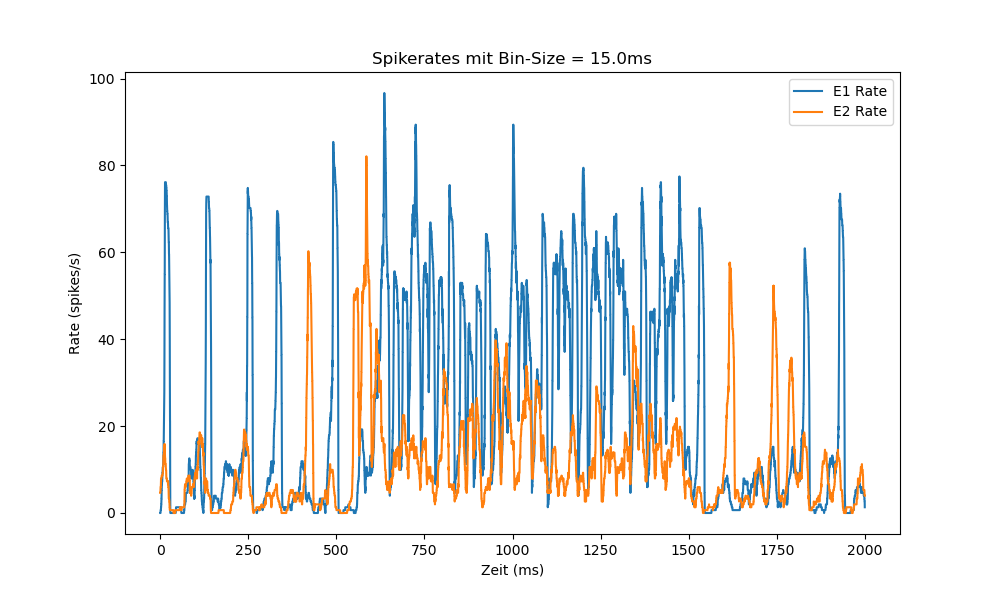 Spikerates mit Bin-Size = 15.0ms
E1 Rate
E2 Rate
100
80
60
40
20
0
Rate (spikes/s)
0 250 500 750 1000 1250 1500 1750 2000
Zeit (ms)